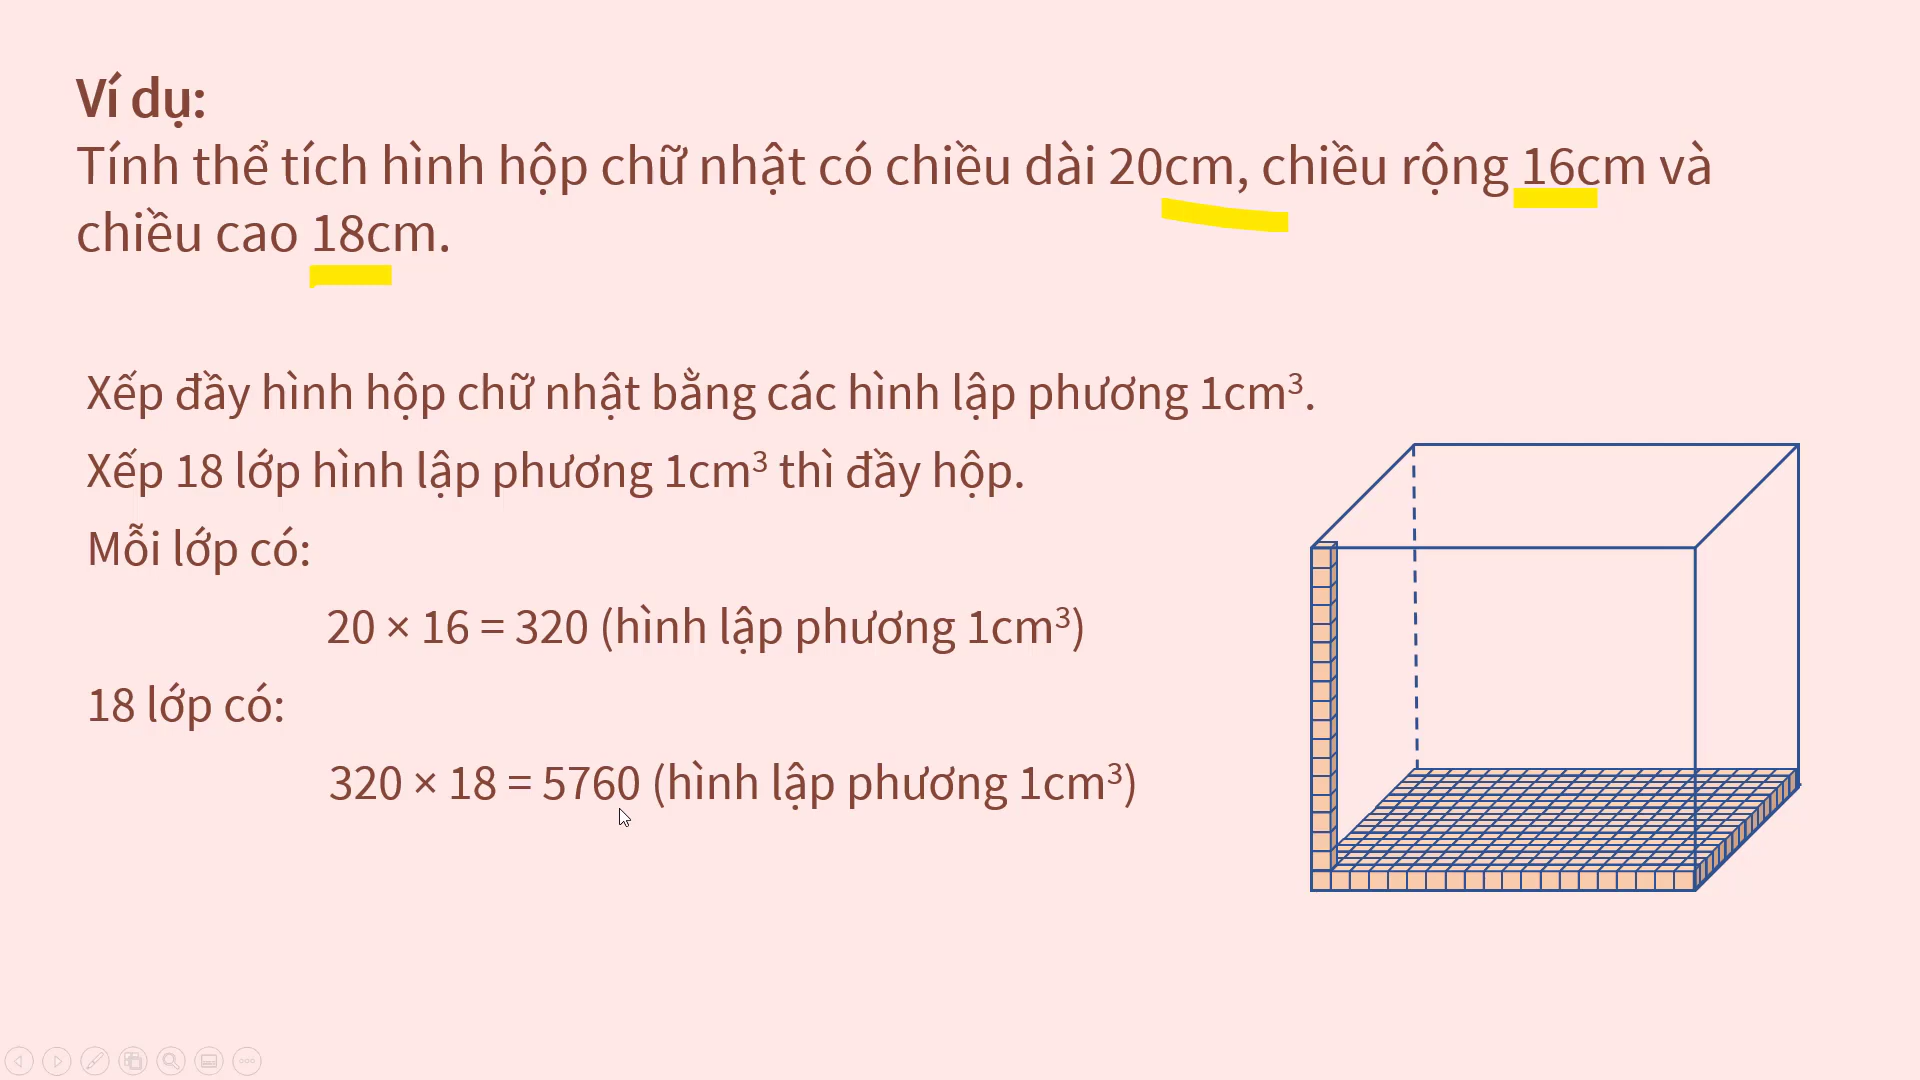 Ví dụ:
Tính thể tích hình hộp chữ nhật có chiều dài 20cm, chiều rộng 16cm và
chiều cao 18cm.
Xếp đầy hình hộp chữ nhật bằng các hình lập phương 1cm³.
Xếp 18 lớp hình lập phương 1cm³ thì đầy hộp.
Mỗi lớp có:
20 × 16 = 320 (hình lập phương 1cm³)
18 lớp có:
320 × 18 = 5760 (hình lập phương 1cm³)